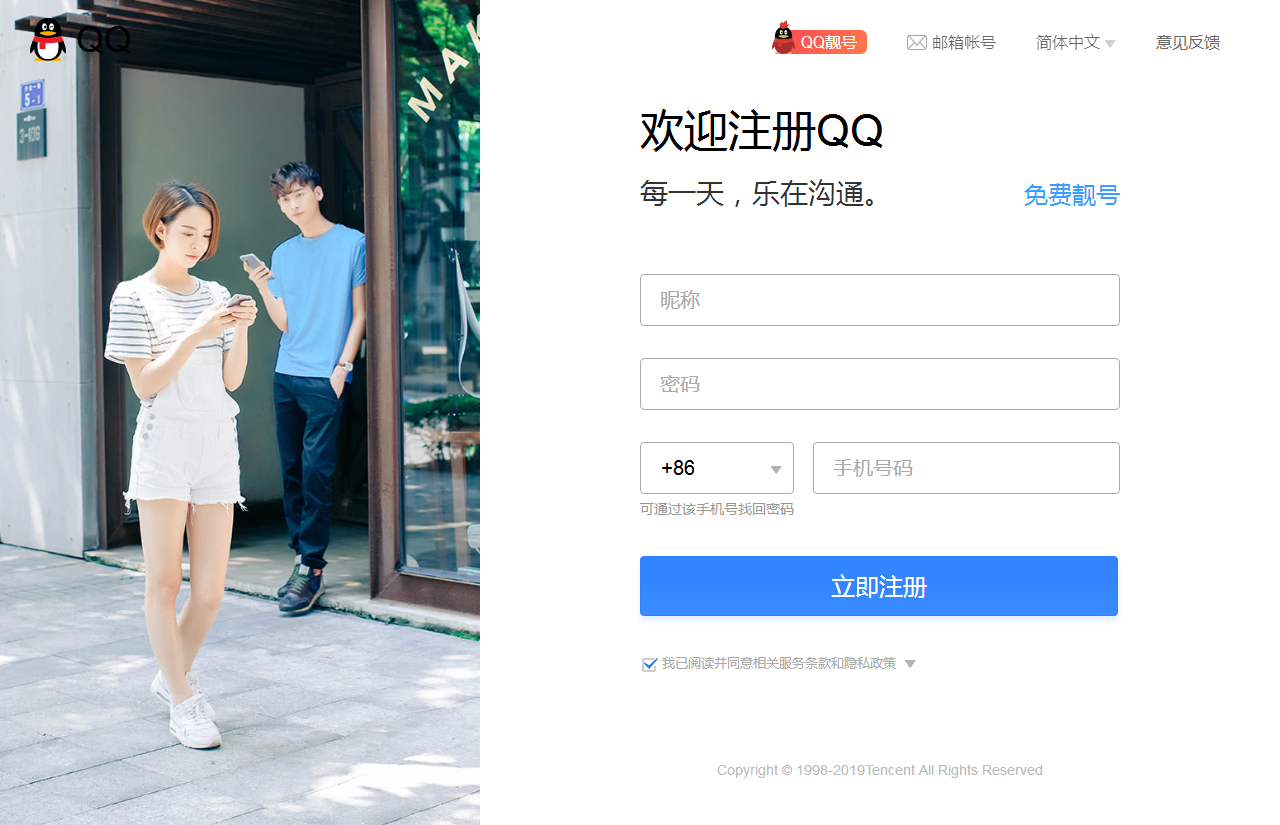 QQ
QQ靓号
邮箱帐号
简体中文
意见反馈
MAK
5-1
3-106
欢迎注册QQ
每一天，乐在沟通。
免费靓号
昵称
密码
+86
手机号码
可通过该手机号找回密码
立即注册
我已阅读并同意相关服务条款和隐私政策
Copyright © 1998-2019Tencent All Rights Reserved